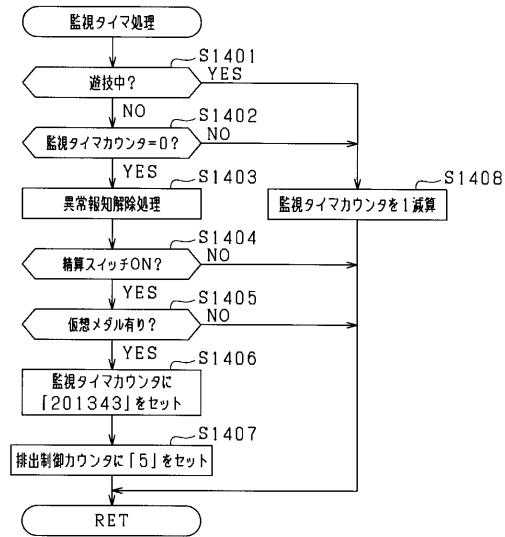 監視タイマ処理
S1401
遊技中?
YES
NO
S1402
監視タイマカウンタ=0?
NO
YES
S1403
異常報知解除処理
S1408
監視タイマカウンタを1減算
S1404
精算スイッチON?
NO
YES
S1405
仮想メダル有り?
NO
YES
S1406
監視タイマカウンタに
「201343」をセット
S1407
排出制御カウンタに「5」をセット
RET